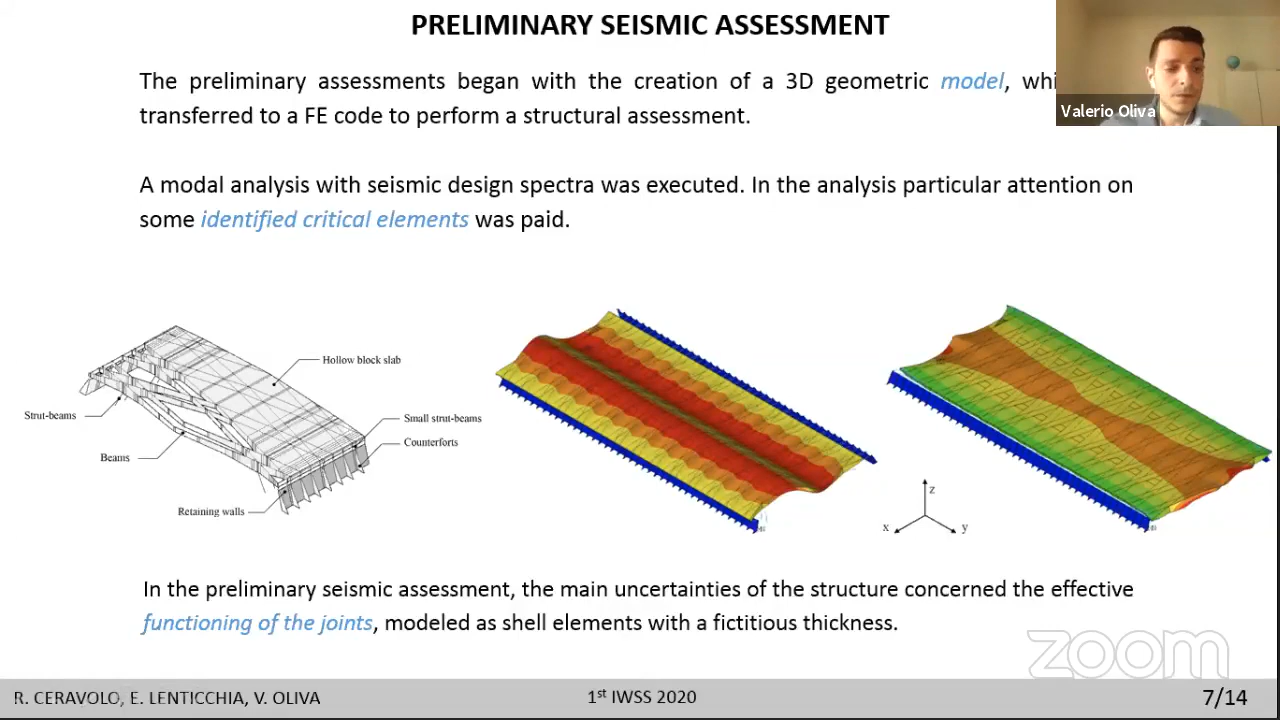 PRELIMINARY SEISMIC ASSESSMENT
The preliminary assessments began with the creation of a 3D geometric model,
transferred to a FE code to perform a structural assessment.
Valerio Oliva
A modal analysis with seismic design spectra was executed. In the analysis particular attention on
some identified critical elements was paid.
Hollow block slab
Strut-beams
Small strut-beams
Counterforts
Beams
Retaining walls
z
x
y
In the preliminary seismic assessment, the main uncertainties of the structure concerned the effective
functioning of the joints, modeled as shell elements with a fictitious thickness.
zoom
R. CERAVOLO, E. LENTICCHIA, V. OLIVA
1st IWSS 2020
7/14